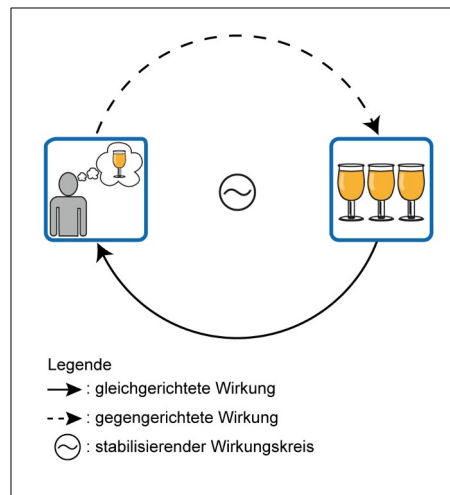 Legende
: gleichgerichtete Wirkung
: gegengerichtete Wirkung
: stabilisierender Wirkungskreis